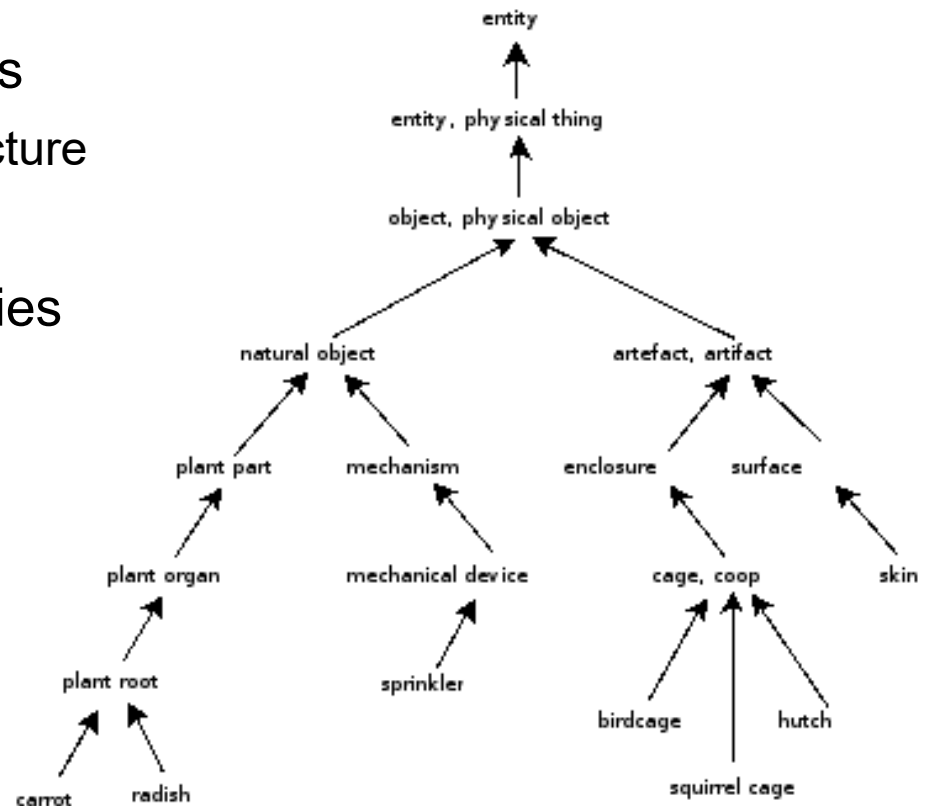 entity
s
entity, physical thing
cture
object, physical object
ies
natural object
artefact, artifact
plant part
mechanism
enclosure
surface
plant organ
mechanical device
cage, coop
skin
plant root
sprinkler
birdcage
hutch
carrot
radish
squirrel cage